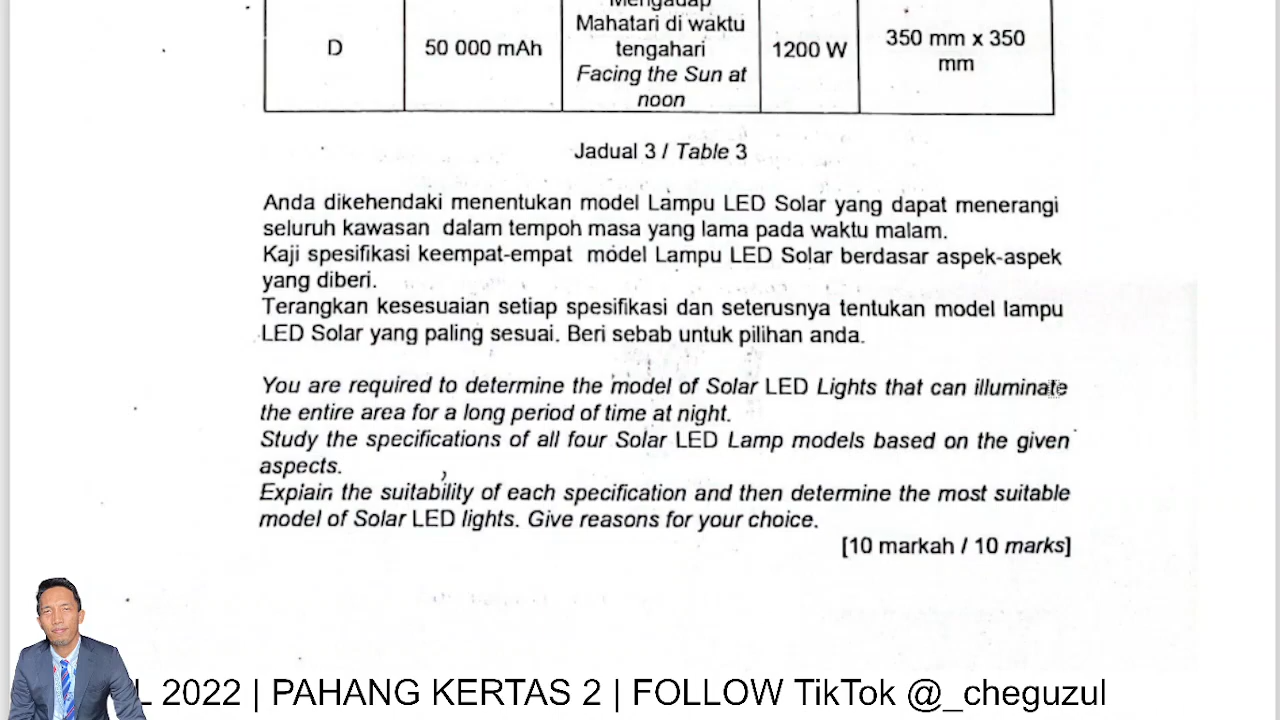 Mengadap
Mahatari di waktu
tengahari
Facing the Sun at
noon
D
50 000 mAh
1200 W
350 mm x 350
mm
Jadual 3 / Table 3
Anda dikehendaki menentukan model Lampu LED Solar yang dapat menerangi
seluruh kawasan dalam tempoh masa yang lama pada waktu malam.
Kaji spesifikasi keempat-empat model Lampu LED Solar berdasar aspek-aspek
yang diberi.
Terangkan kesesuaian setiap spesifikasi dan seterusnya tentukan model lampu
LED Solar yang paling sesuai. Beri sebab untuk pilihan anda.
You are required to determine the model of Solar LED Lights that can illuminate
the entire area for a long period of time at night.
Study the specifications of all four Solar LED Lamp models based on the given
aspects.
Explain the suitability of each specification and then determine the most suitable
model of Solar LED lights. Give reasons for your choice.
[10 markah / 10 marks]
L 2022 | PAHANG KERTAS 2 | FOLLOW TikTok @_cheguzul